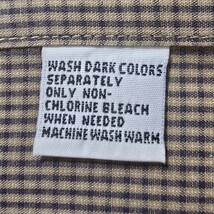 WASH DARK COLORS
SEPARATELY
ONLY NON-
CHLORINE BLEACH
WHEN NEEDED
MACHINE WASH WARM